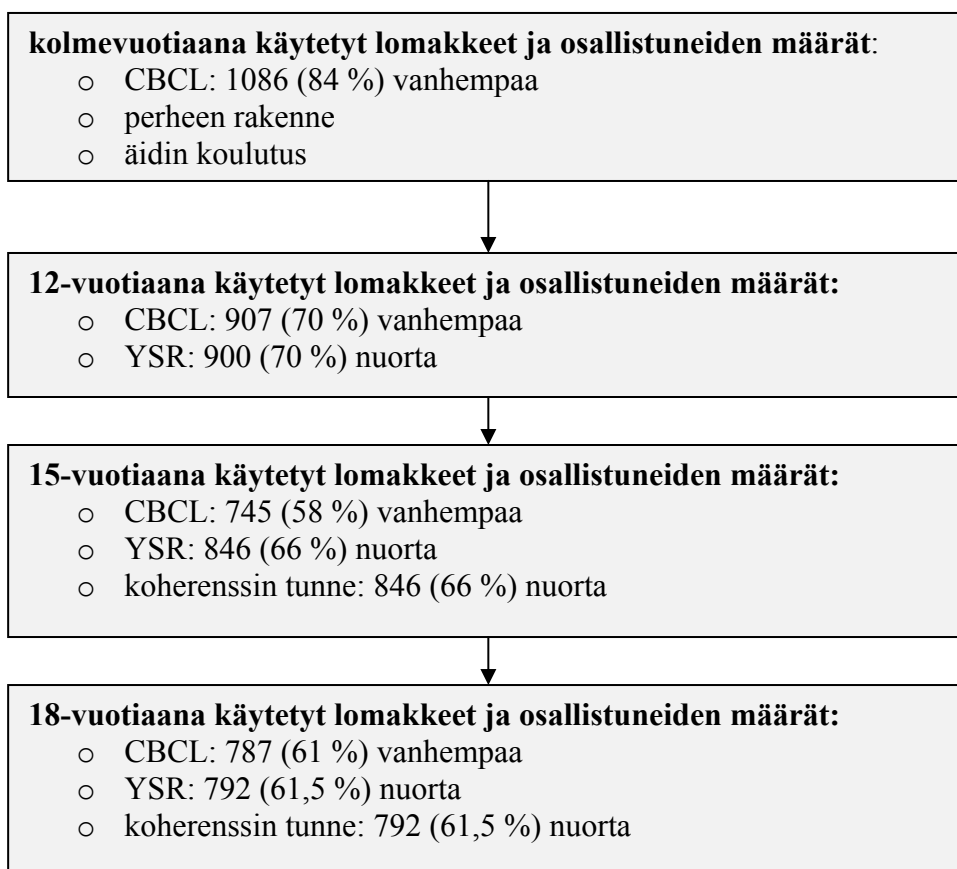 kolmevuotiaana käytetyt lomakkeet ja osallistuneiden määrät:
o CBCL: 1086 (84 %) vanhempaa
o perheen rakenne
o äidin koulutus
12-vuotiaana käytetyt lomakkeet ja osallistuneiden määrät:
o CBCL: 907 (70 %) vanhempaa
o YSR: 900 (70 %) nuorta
15-vuotiaana käytetyt lomakkeet ja osallistuneiden määrät:
o CBCL: 745 (58 %) vanhempaa
o YSR: 846 (66 %) nuorta
o koherenssin tunne: 846 (66 %) nuorta
18-vuotiaana käytetyt lomakkeet ja osallistuneiden määrät:
o CBCL: 787 (61 %) vanhempaa
o YSR: 792 (61,5 %) nuorta
o koherenssin tunne: 792 (61,5 %) nuorta